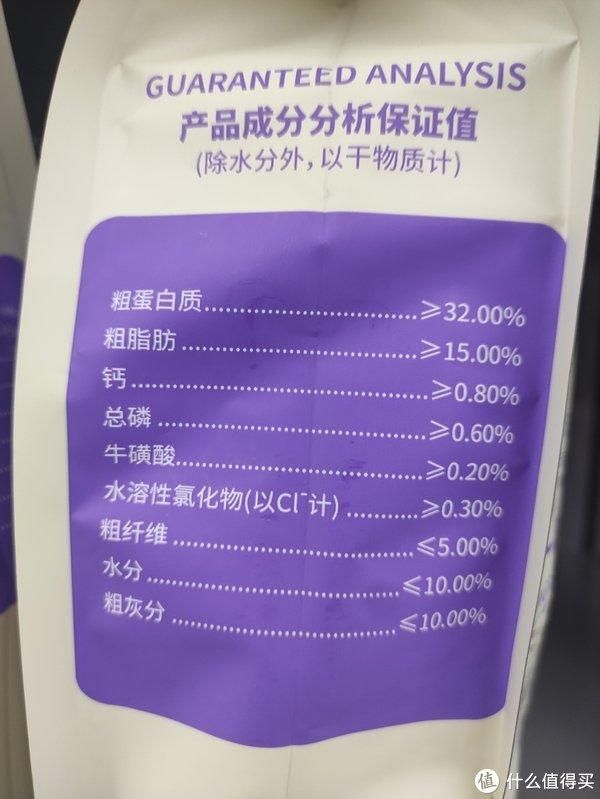 GUARANTEED ANALYSIS
产品成分分析保证值
(除水分外,以干物质计)
粗蛋白质........................................≥32.00%
粗脂肪........................................≥15.00%
钙........................................≥0.80%
总磷........................................≥0.60%
牛磺酸........................................≥0.20%
水溶性氯化物(以Cl⁻计)............≥0.30%
粗纤维........................................≤5.00%
水分........................................≤10.00%
粗灰分........................................≤10.00%
值 什么值得买